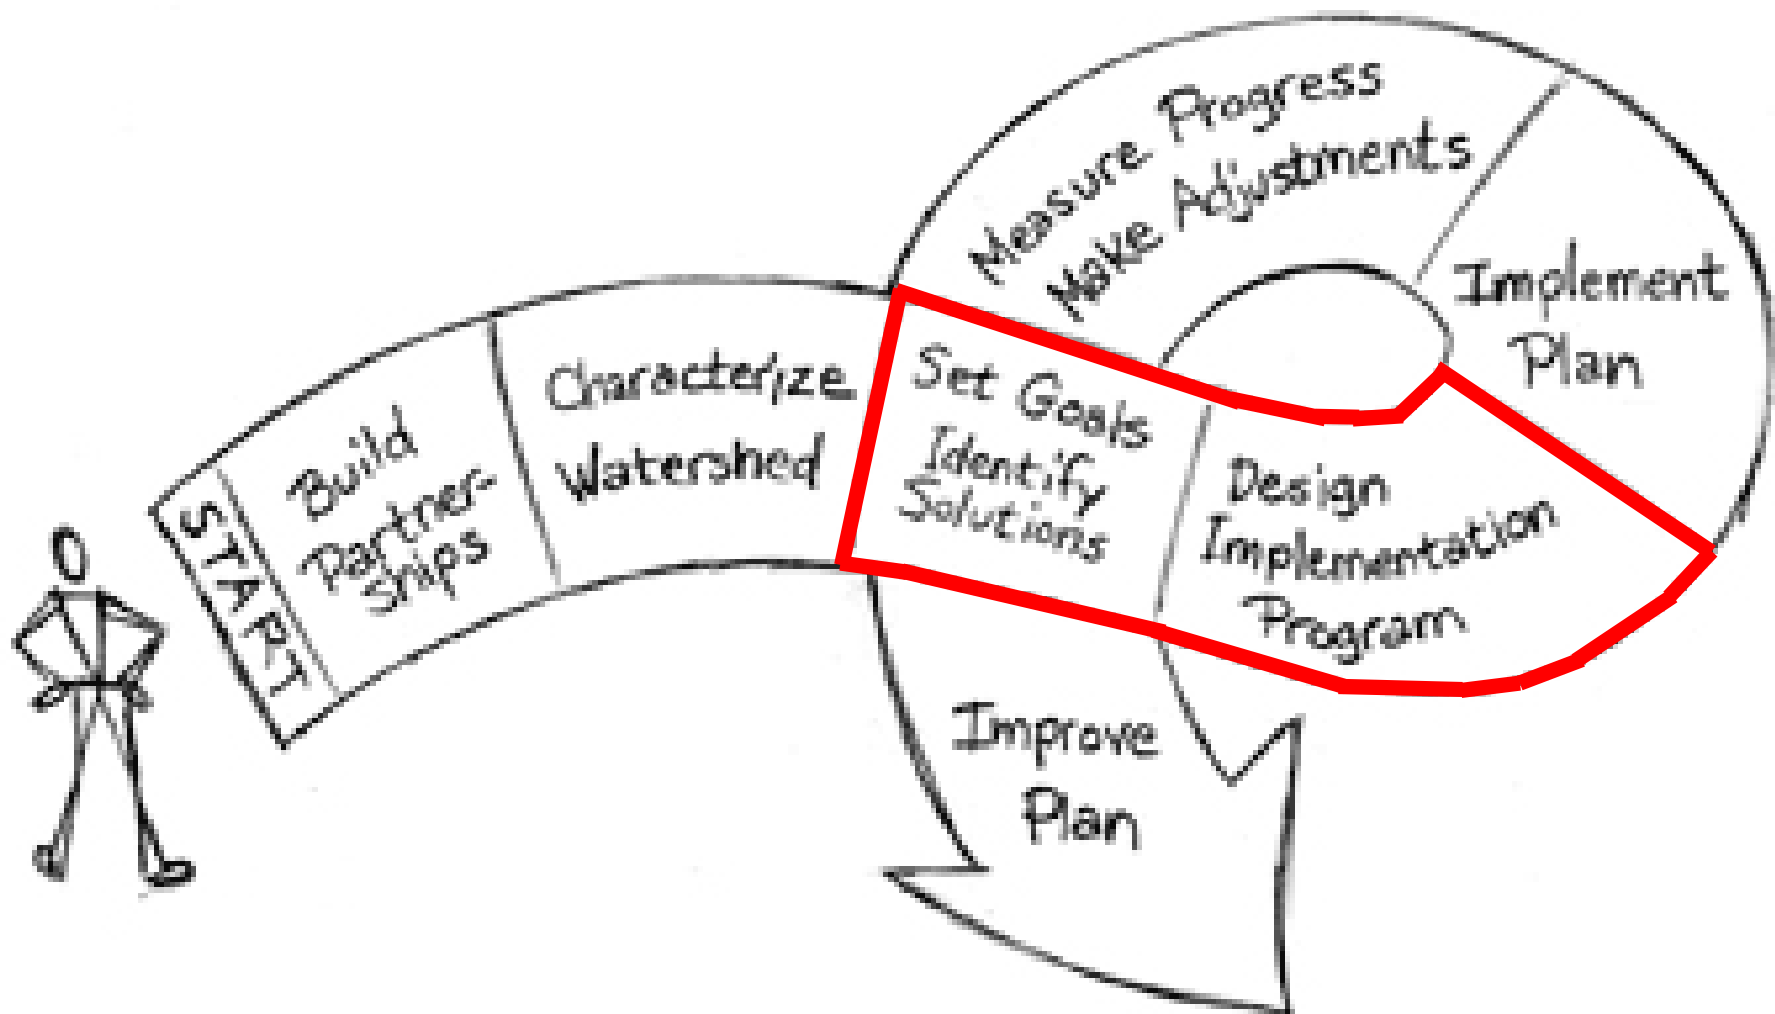 START
Build
Partner-
ships
Characterize
Watershed
Set Goals
Identify
Solutions
Design
Implementation
Program
Implement
Plan
Measure Progress
Make Adjustments
Improve
Plan